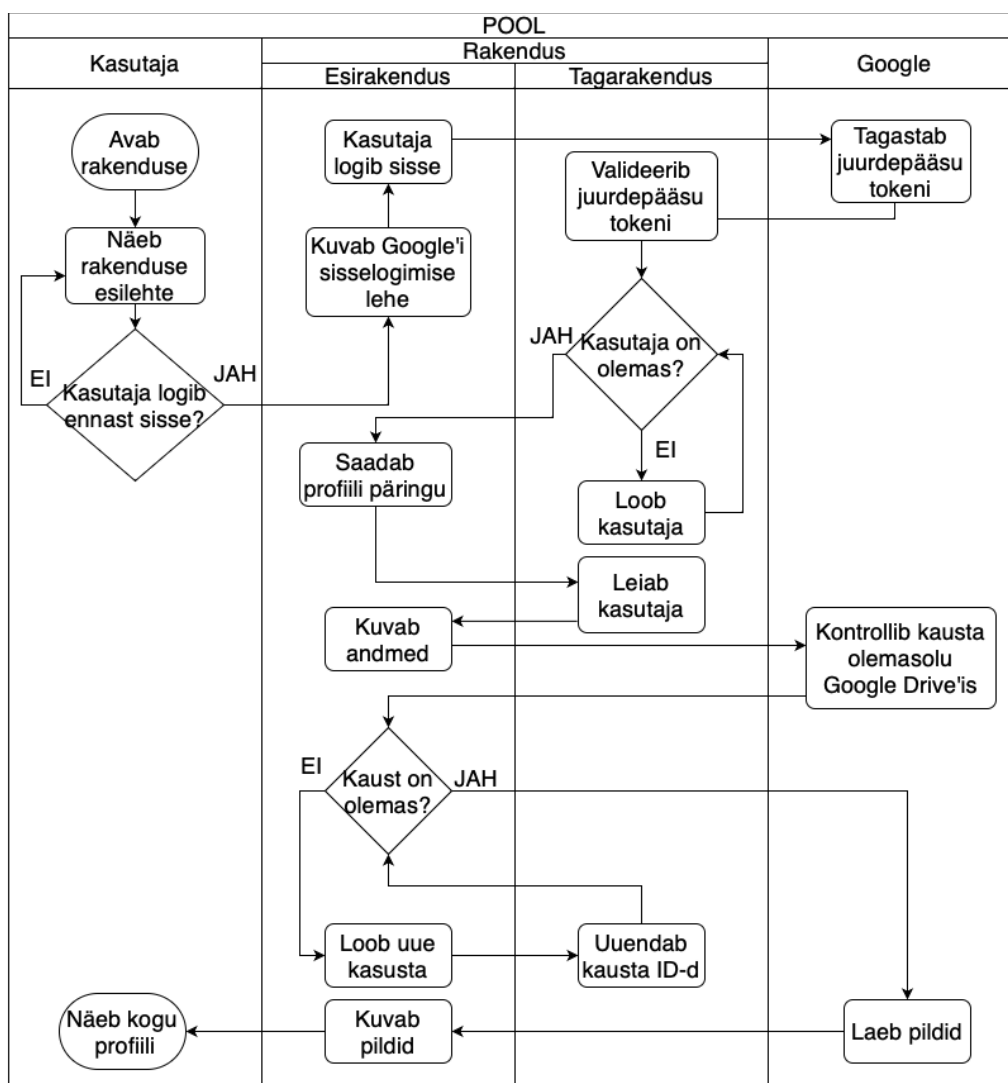 POOL
Kasutaja
Rakendus
Esirakendus
Tagarakendus
Google
Avab
rakenduse
Kasutaja
logib sisse
Tagastab
juurdepääsu
tokeni
Valideerib
juurdepääsu
tokeni
Näeb
rakenduse
esilehte
Kuvab Google'i
sisselogimise
lehe
EI
Kasutaja logib
ennast sisse?
JAH
JAH
Kasutaja on
olemas?
EI
Saadab
profiili päringu
Loob
kasutaja
Leiab
kasutaja
Kuvab
andmed
Kontrollib kausta
olemasolu
Google Drive'is
EI
Kaust on
olemas?
JAH
Loob uue
kasusta
Uuendab
kausta ID-d
Näeb kogu
profiili
Kuvab
pildid
Laeb pildid